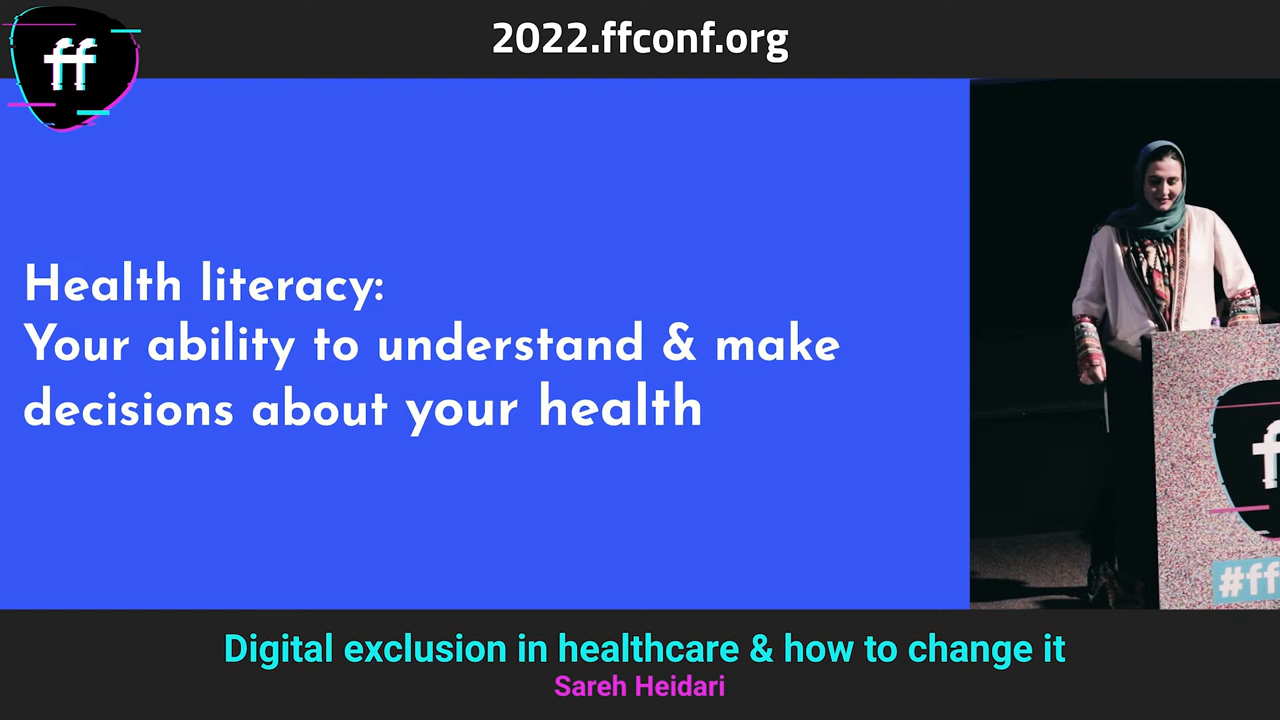 ff
2022.ffconf.org
Health literacy:
Your ability to understand & make
decisions about your health
f
#ff
Digital exclusion in healthcare & how to change it
Sareh Heidari